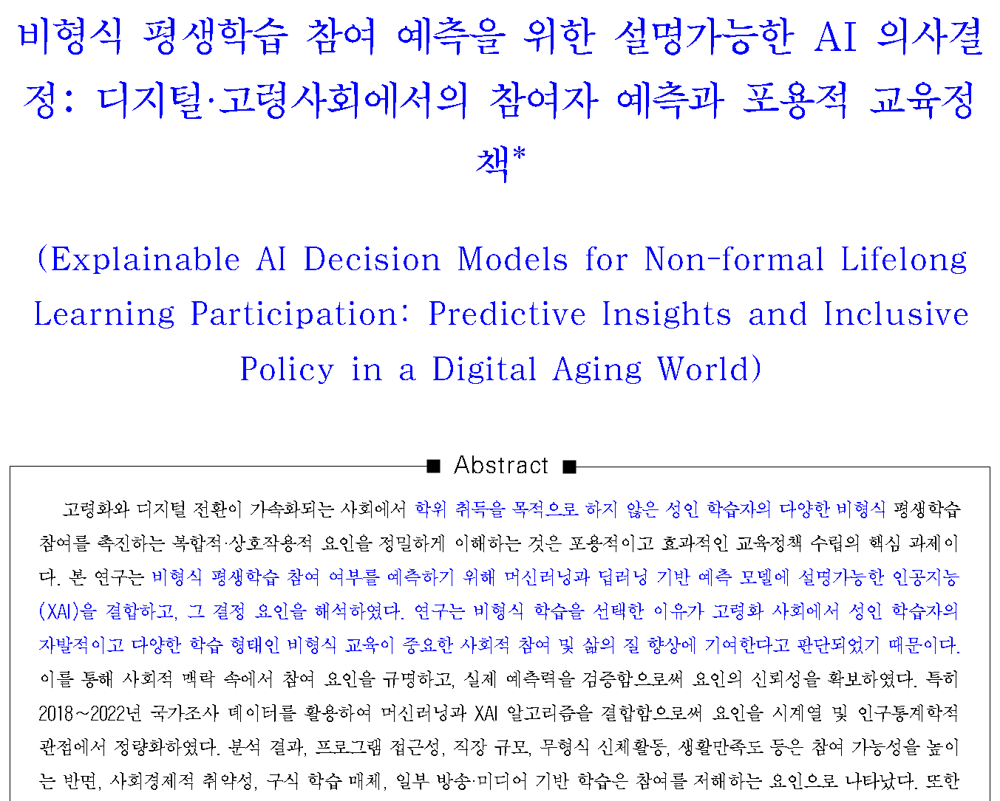 비형식 평생학습 참여 예측을 위한 설명가능한 AI 의사결
정: 디지털·고령사회에서의 참여자 예측과 포용적 교육정
책*
(Explainable AI Decision Models for Non-formal Lifelong
Learning Participation: Predictive Insights and Inclusive
Policy in a Digital Aging World)
■ Abstract ■
고령화와 디지털 전환이 가속화되는 사회에서 학위 취득을 목적으로 하지 않은 성인 학습자의 다양한 비형식 평생학습
참여를 촉진하는 복합적·상호작용적 요인을 정밀하게 이해하는 것은 포용적이고 효과적인 교육정책 수립의 핵심 과제이
다. 본 연구는 비형식 평생학습 참여 여부를 예측하기 위해 머신러닝과 딥러닝 기반 예측 모델에 설명가능한 인공지능
(XAI)을 결합하고, 그 결정 요인을 해석하였다. 연구는 비형식 학습을 선택한 이유가 고령화 사회에서 성인 학습자의
자발적이고 다양한 학습 형태인 비형식 교육이 중요한 사회적 참여 및 삶의 질 향상에 기여한다고 판단되었기 때문이다.
이를 통해 사회적 맥락 속에서 참여 요인을 규명하고, 실제 예측력을 검증함으로써 요인의 신뢰성을 확보하였다. 특히
2018~2022년 국가조사 데이터를 활용하여 머신러닝과 XAI 알고리즘을 결합함으로써 요인을 시계열 및 인구통계학적
관점에서 정량화하였다. 분석 결과, 프로그램 접근성, 직장 규모, 무형식 신체활동, 생활만족도 등은 참여 가능성을 높이
는 반면, 사회경제적 취약성, 구식 학습 매체, 일부 방송·미디어 기반 학습은 참여를 저해하는 요인으로 나타났다. 또한